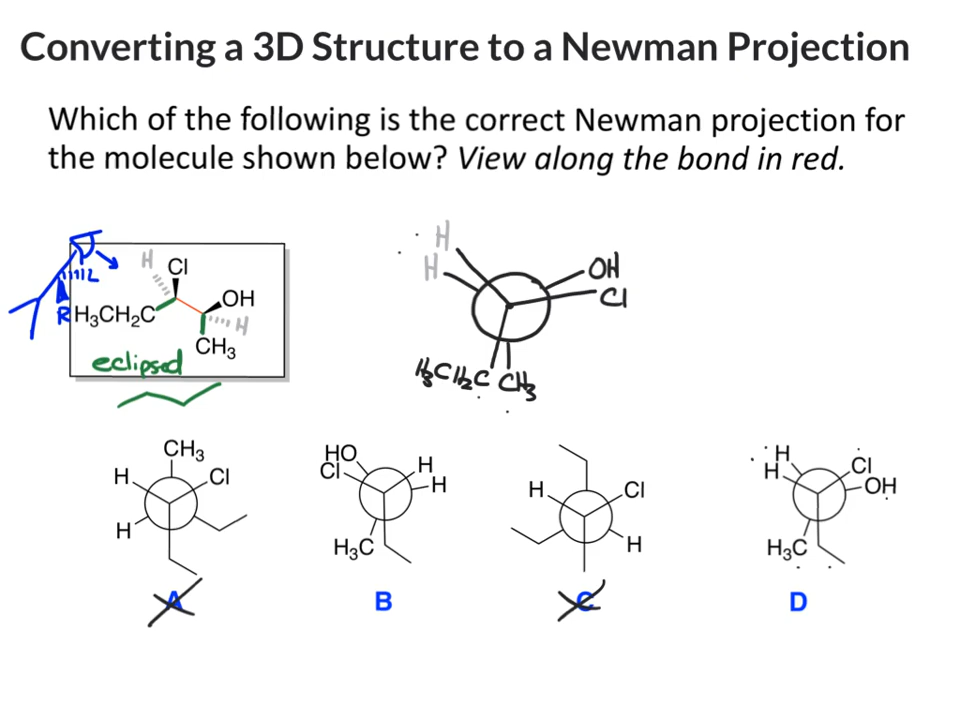 Converting a 3D Structure to a Newman Projection
Which of the following is the correct Newman projection for
the molecule shown below? View along the bond in red.
H
Cl
OH
H
R
H₃CH₂C
CH₃
eclipsed
H
H
OH
Cl
H₃CH₂C CH₃
CH₃
H
Cl
H
A
HO
Cl
H
H
H₃C
B
H
Cl
H
C
H
H
Cl
OH
H₃C
D